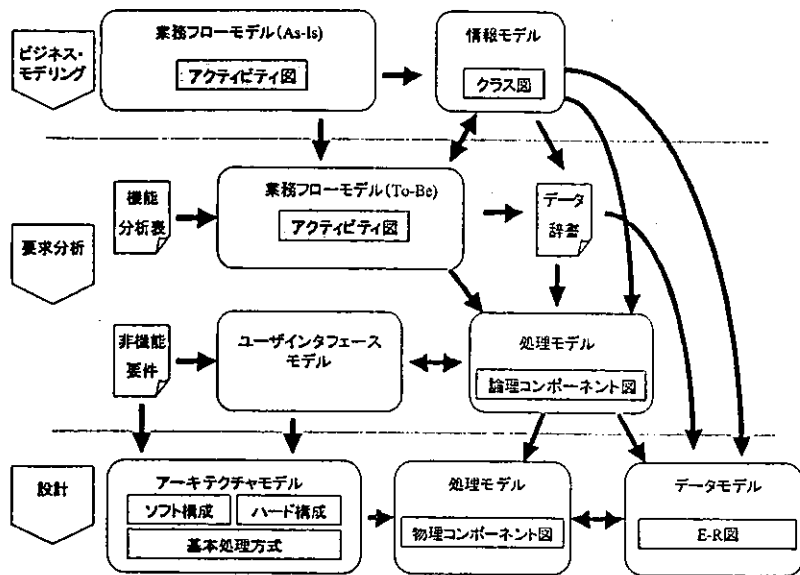 業務フローモデル(As-Is)
アクティビティ図
情報モデル
クラス図
ビジネス・
モデリング
業務フローモデル(To-Be)
アクティビティ図
機能
分析表
データ
辞書
要求分析
非機能
要件
ユーザインタフェース
モデル
処理モデル
論理コンポーネント図
設計
アーキテクチャモデル
ソフト構成
ハード構成
基本処理方式
処理モデル
物理コンポーネント図
データモデル
E-R図